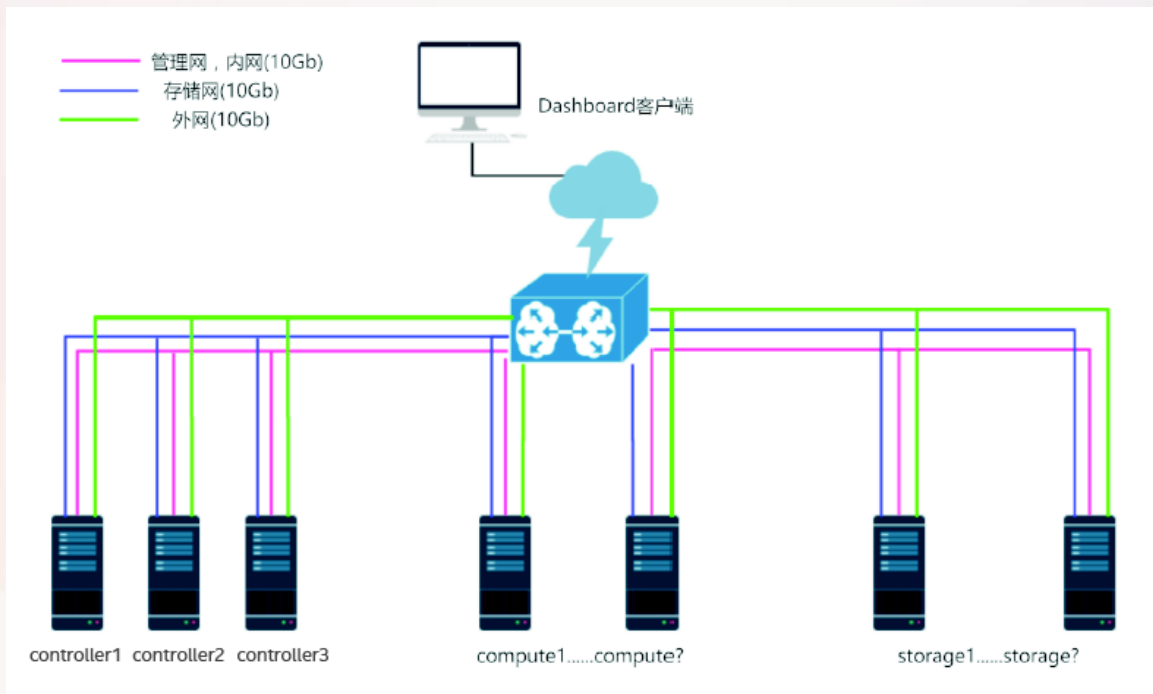 管理网，内网(10Gb)
存储网(10Gb)
外网(10Gb)
Dashboard客户端
controller1 controller2 controller3
compute1......compute?
storage1......storage?